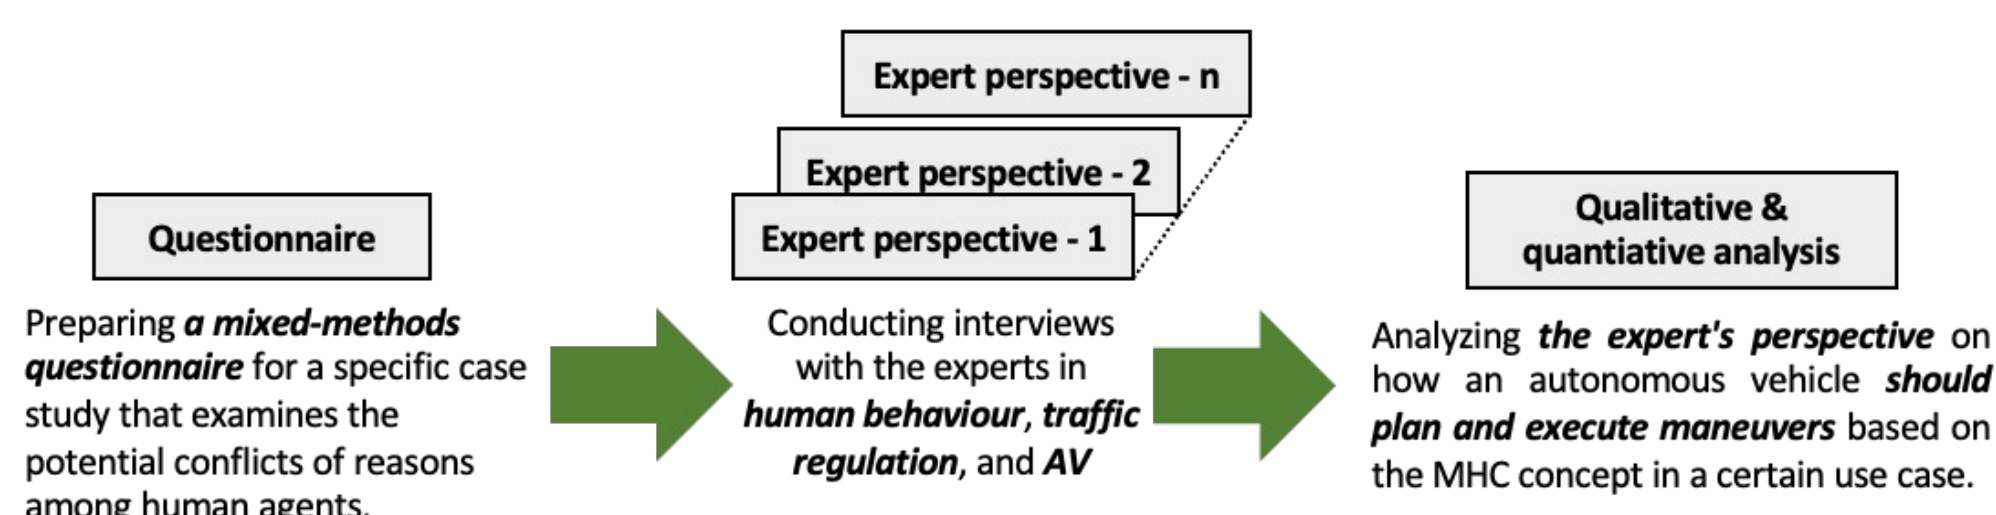 Questionnaire
Preparing a mixed-methods
questionnaire for a specific case
study that examines the
potential conflicts of reasons
among human agents.
Expert perspective - n
Expert perspective - 2
Expert perspective - 1
Conducting interviews
with the experts in
human behaviour, traffic
regulation, and AV
Qualitative &
quantiative analysis
Analyzing the expert's perspective on
how an autonomous vehicle should
plan and execute maneuvers based on
the MHC concept in a certain use case.